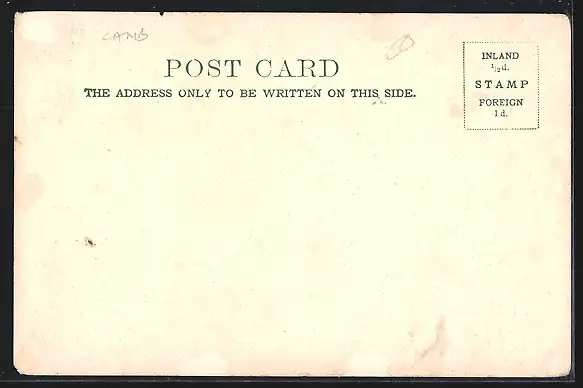 CAMB
POST CARD
THE ADDRESS ONLY TO BE WRITTEN ON THIS SIDE.
INLAND
½d.
STAMP
FOREIGN
1d.